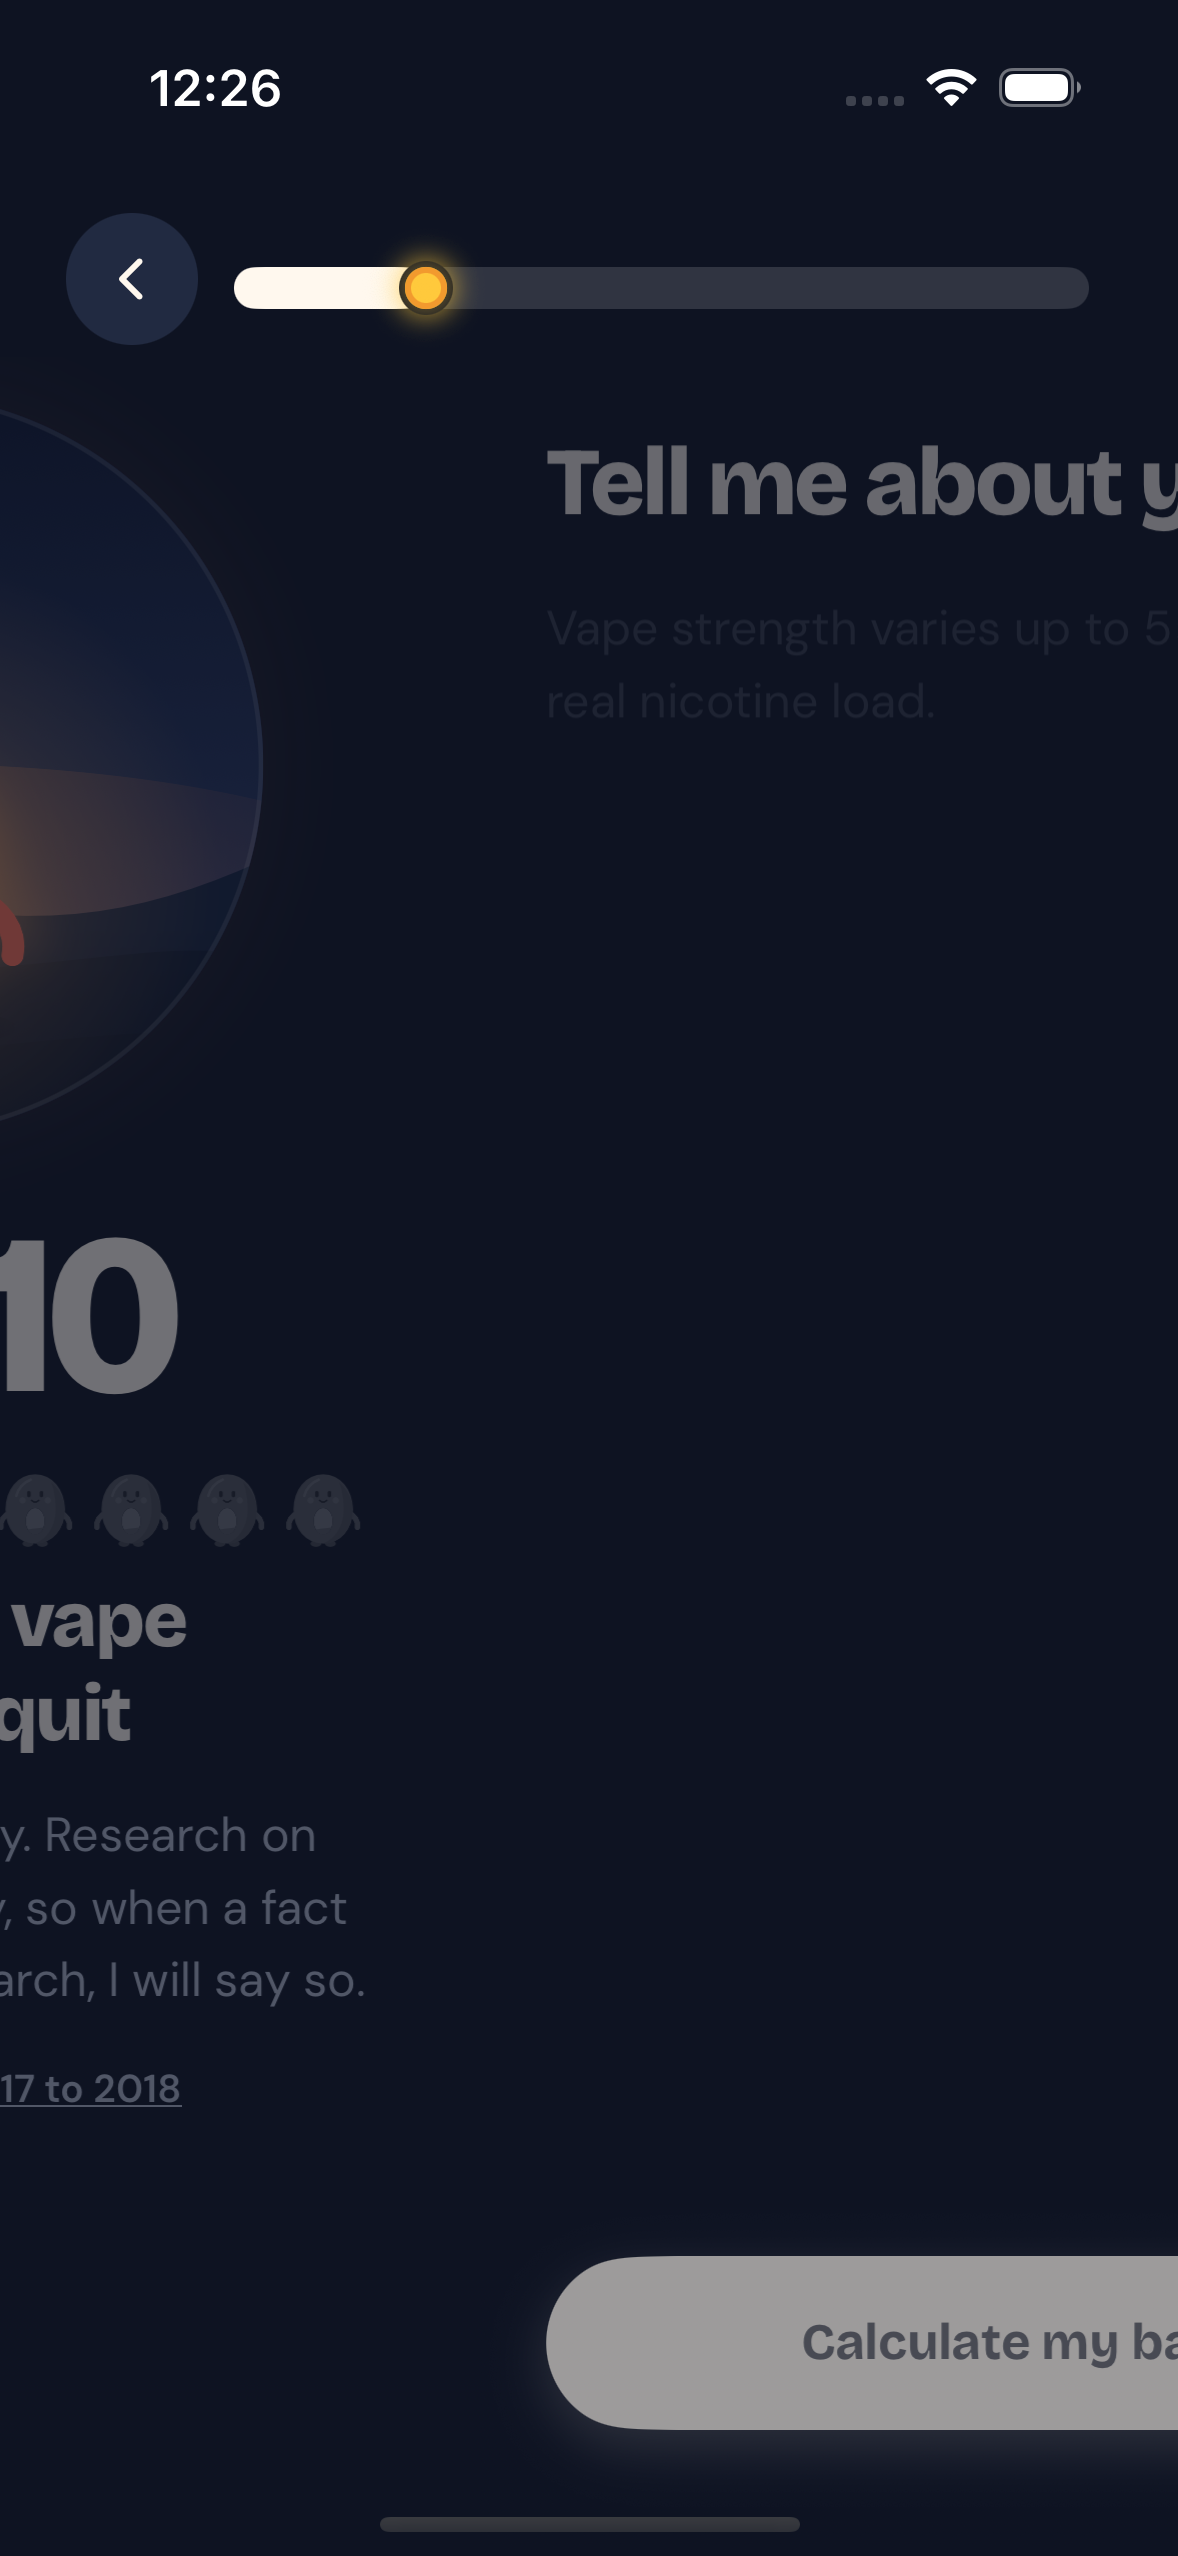 12:26
Tell me about y
Vape strength varies up to 5
real nicotine load.
10
vape
quit
y. Research on
, so when a fact
arch, I will say so.
17 to 2018
Calculate my ba